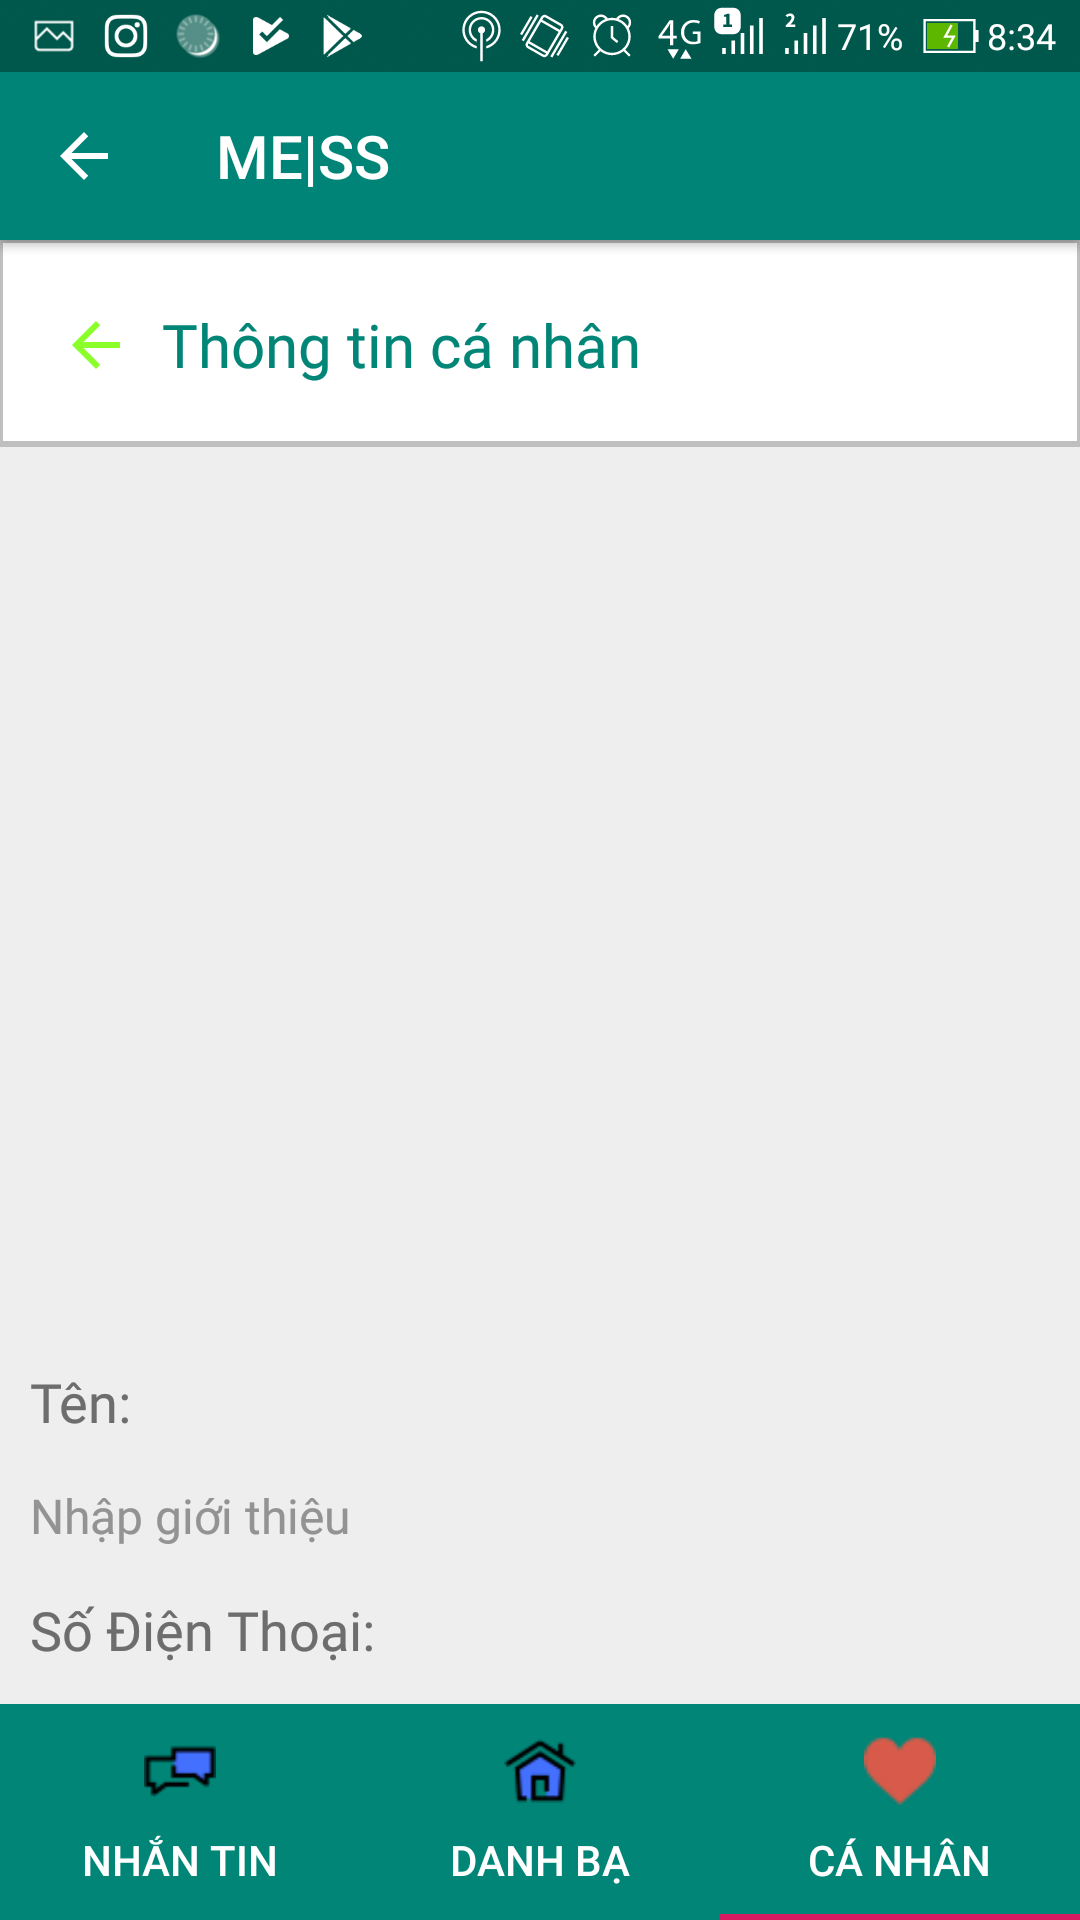 4G 1 2 71% 8:34
ME|SS
Thông tin cá nhân
Tên:
Nhập giới thiệu
Số Điện Thoại:
NHẮN TIN DANH BẠ CÁ NHÂN